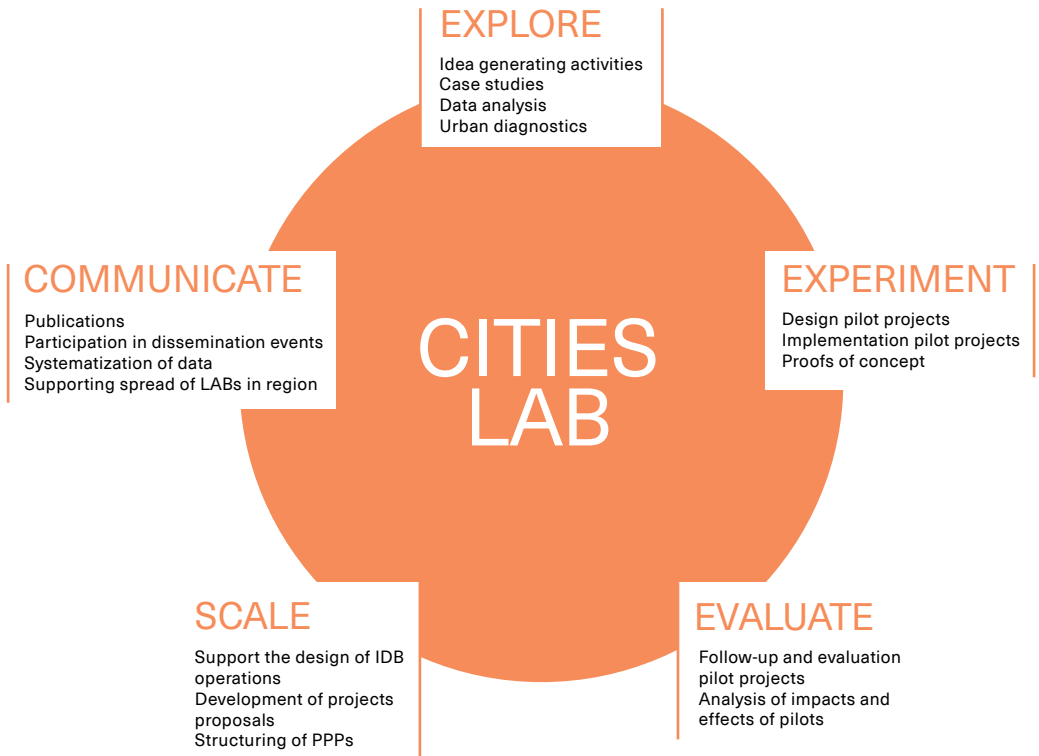 EXPLORE
Idea generating activities
Case studies
Data analysis
Urban diagnostics
COMMUNICATE
Publications
Participation in dissemination events
Systematization of data
Supporting spread of LABs in region
CITIES
LAB
EXPERIMENT
Design pilot projects
Implementation pilot projects
Proofs of concept
SCALE
Support the design of IDB
operations
Development of projects
proposals
Structuring of PPPs
EVALUATE
Follow-up and evaluation
pilot projects
Analysis of impacts and
effects of pilots